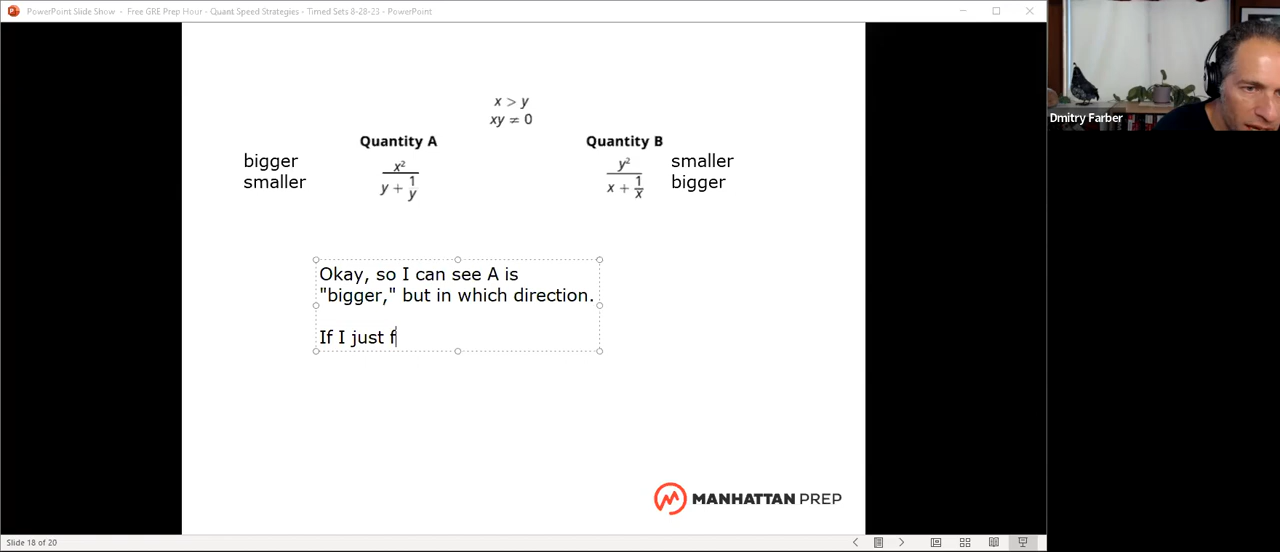 PowerPoint Slide Show - Free GRE Prep Hour - Quant Speed Strategies - Timed Sets 8-28-23 - PowerPoint
x > y
xy ≠ 0
Quantity A
Quantity B
bigger
smaller
x²
y + 1/y
y²
x + 1/x
smaller
bigger
Okay, so I can see A is
"bigger," but in which direction.
If I just f
Dmitry Farber
MANHATTAN PREP
Slide 18 of 20